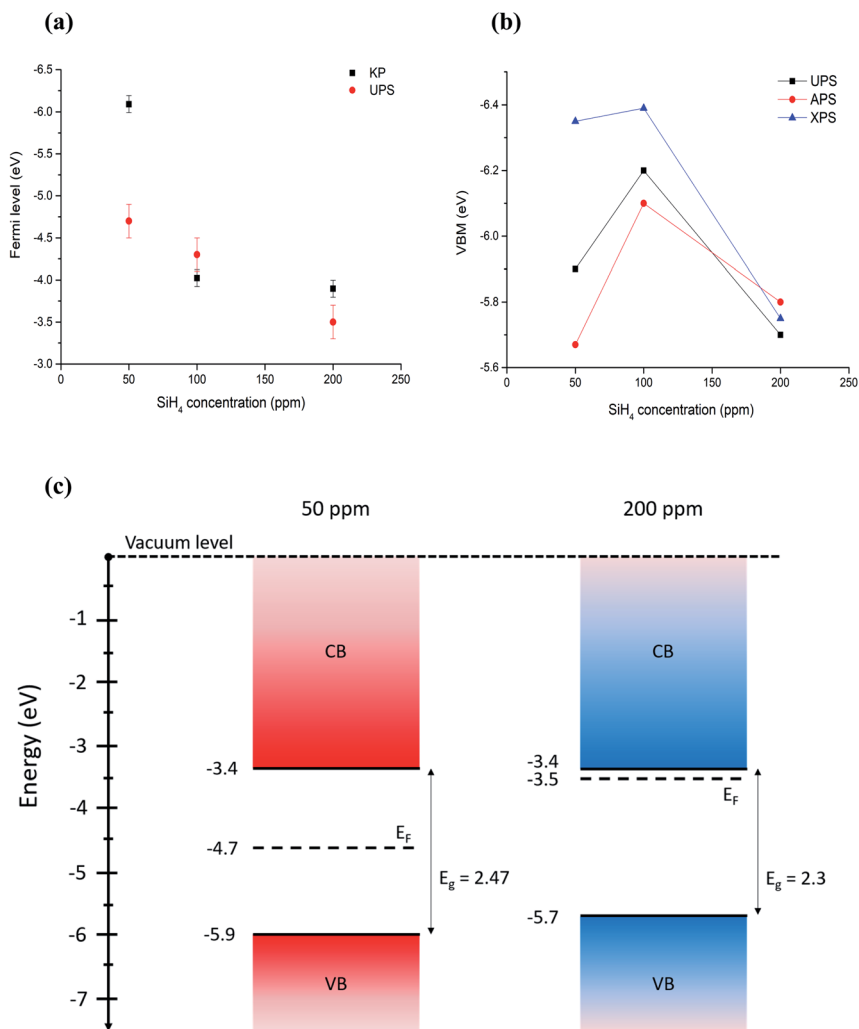 (a)
KP
UPS
-6.5
-6.0
-5.5
-5.0
-4.5
-4.0
-3.5
-3.0
Fermi level (eV)
0 50 100 150 200 250
SiH₄ concentration (ppm)
(b)
UPS
APS
XPS
-6.4
-6.2
-6.0
-5.8
-5.6
VBM (eV)
0 50 100 150 200 250
SiH₄ concentration (ppm)
(c)
50 ppm 200 ppm
Vacuum level
Energy (eV)
-1
-2
-3
-4
-5
-6
-7
CB
-3.4
-4.7
E_F
E_g = 2.47
-5.9
VB
CB
-3.4
-3.5
E_F
E_g = 2.3
-5.7
VB